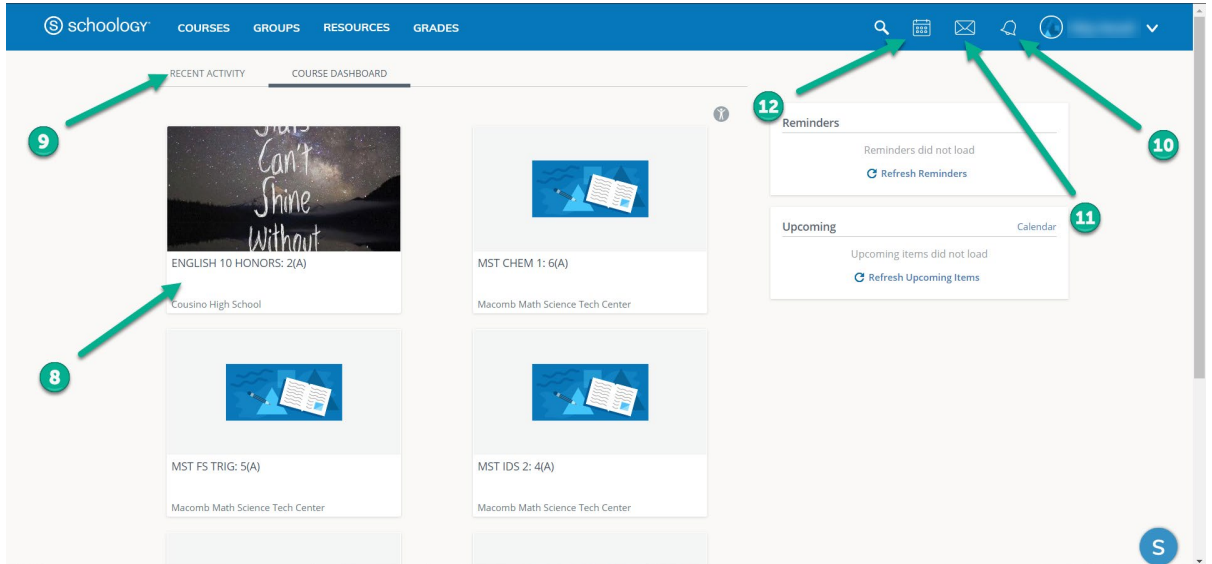 schoology COURSES GROUPS RESOURCES GRADES
RECENT ACTIVITY COURSE DASHBOARD
9
12
10
11
8
Can't
Shine
Without
ENGLISH 10 HONORS: 2(A)
Cousino High School
MST CHEM 1: 6(A)
Macomb Math Science Tech Center
MST FS TRIG: 5(A)
Macomb Math Science Tech Center
MST IDS 2: 4(A)
Macomb Math Science Tech Center
Reminders
Reminders did not load
Refresh Reminders
Upcoming Calendar
Upcoming items did not load
Refresh Upcoming Items
S